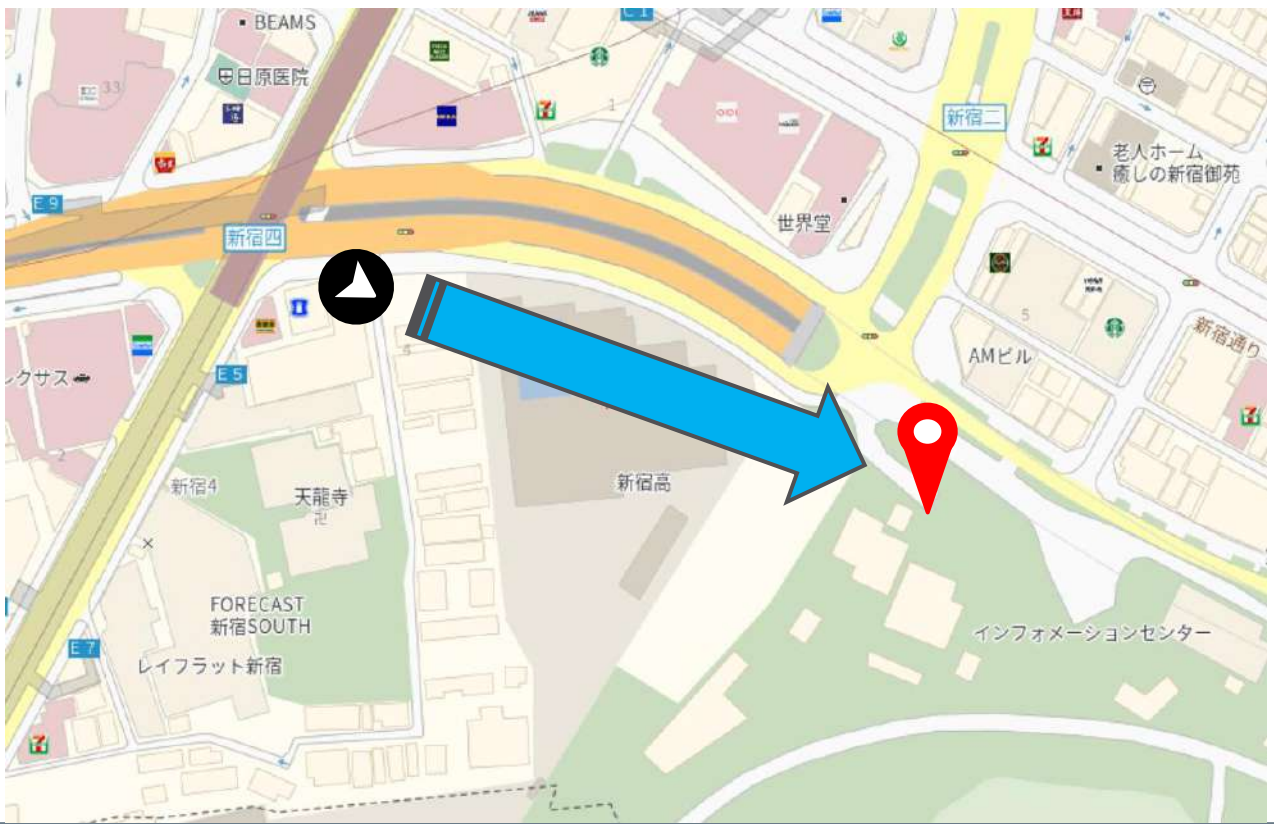 C 1
BEAMS
日原医院
33
1
新宿二
老人ホーム
癒しの新宿御苑
E 9
新宿四
世界堂
5
新宿通り
AMビル
レクサス
E 5
5
2
新宿4
天龍寺
卍
新宿高
FORECAST
新宿SOUTH
インフォメーションセンター
E 7
レイフラット新宿